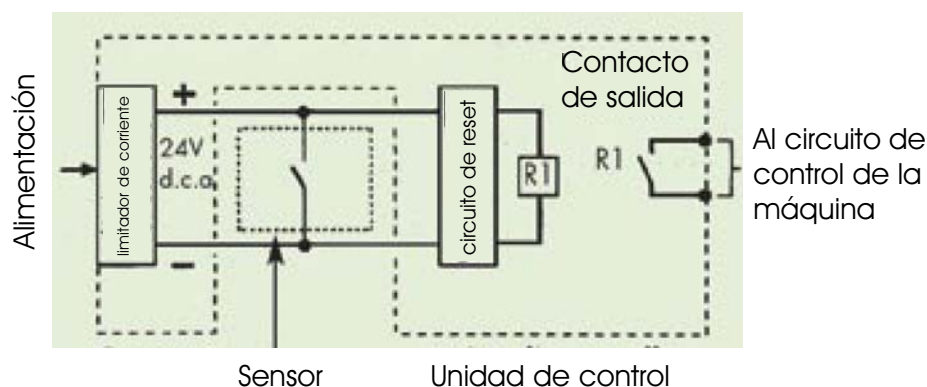 Alimentación
limitador de corriente
+
24V
d.c.a
−
circuito de reset
R1
Contacto
de salida
R1
Al circuito de
control de la
máquina
Sensor
Unidad de control